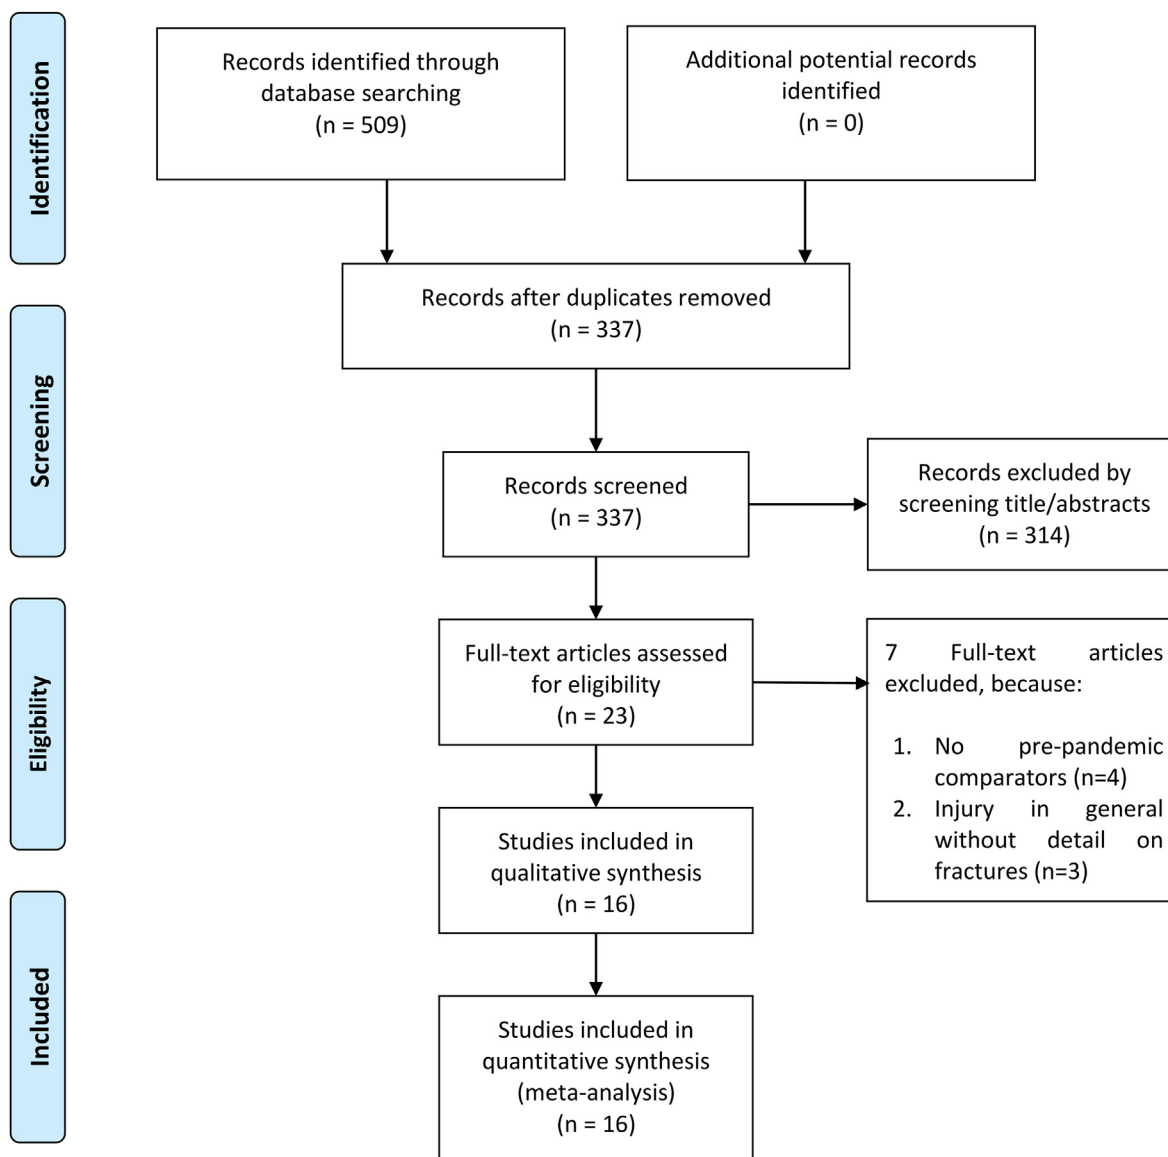 Identification
Records identified through
database searching
(n = 509)
Additional potential records
identified
(n = 0)
Records after duplicates removed
(n = 337)
Screening
Records screened
(n = 337)
Records excluded by
screening title/abstracts
(n = 314)
Eligibility
Full-text articles assessed
for eligibility
(n = 23)
7 Full-text articles
excluded, because:
1. No pre-pandemic
comparators (n=4)
2. Injury in general
without detail on
fractures (n=3)
Studies included in
qualitative synthesis
(n = 16)
Included
Studies included in
quantitative synthesis
(meta-analysis)
(n = 16)